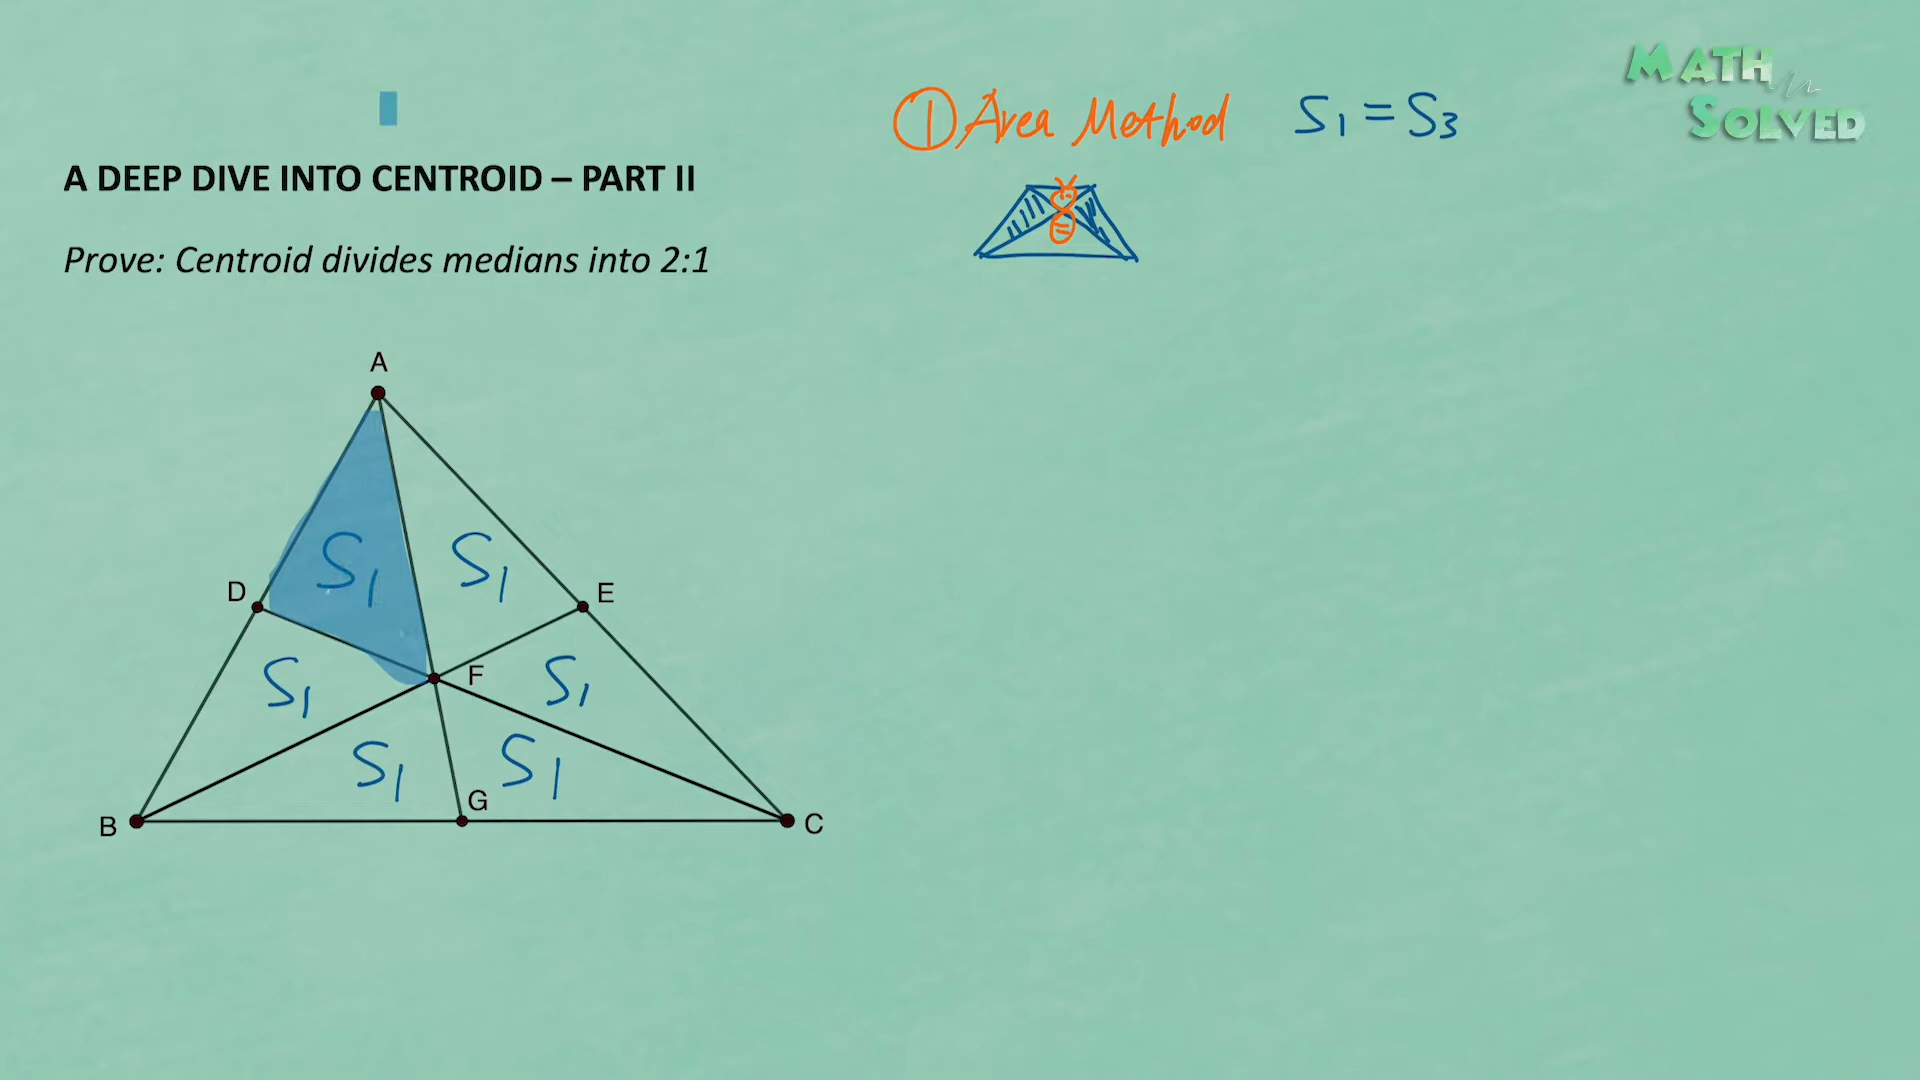 MATH in
SOLVED
① Area Method S₁ = S₃
A DEEP DIVE INTO CENTROID – PART II
Prove: Centroid divides medians into 2:1
A
S₁ S₁
D E
S₁ F S₁
S₁ S₁
B G C